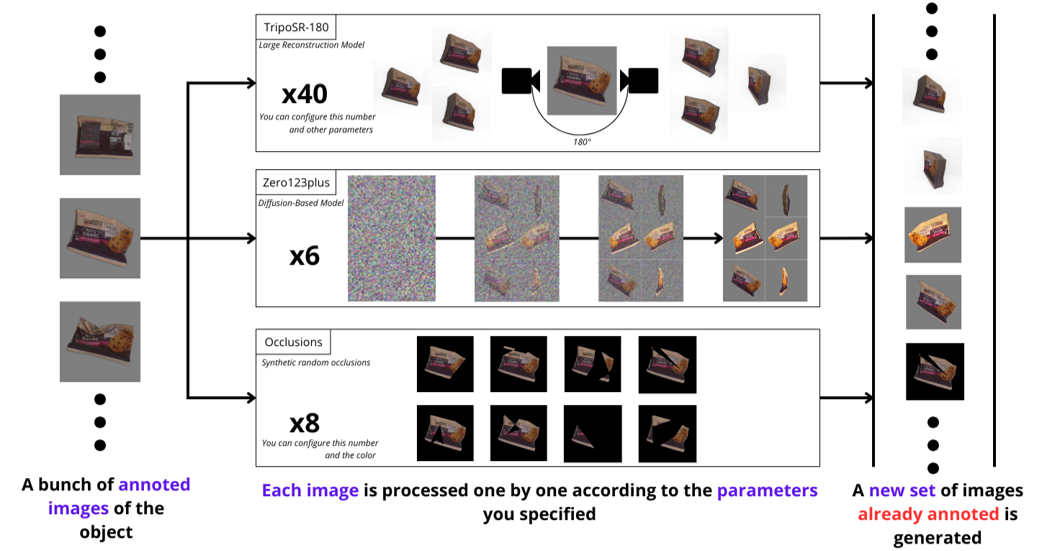 TripoSR-180
Large Reconstruction Model
x40
You can configure this number
and other parameters
180°
Zero123plus
Diffusion-Based Model
x6
Occlusions
Synthetic random occlusions
x8
You can configure this number
and the color
A bunch of annoted
images of the
object
Each image is processed one by one according to the parameters
you specified
A new set of images
already annoted is
generated